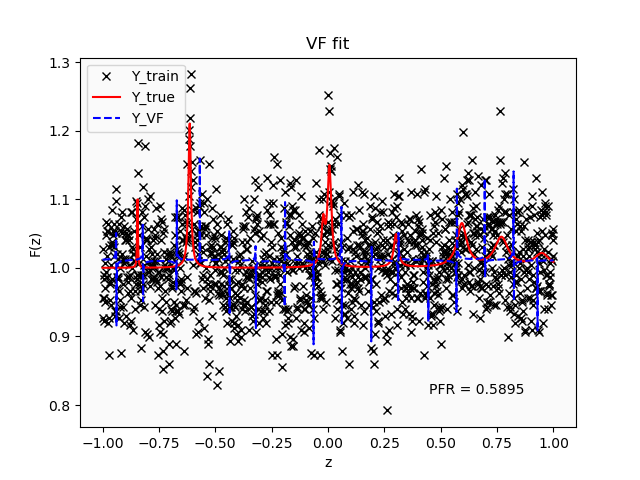 VF fit
1.3
1.2
1.1
1.0
0.9
0.8
F(z)
Y_train
Y_true
Y_VF
PFR = 0.5895
−1.00 −0.75 −0.50 −0.25 0.00 0.25 0.50 0.75 1.00
z